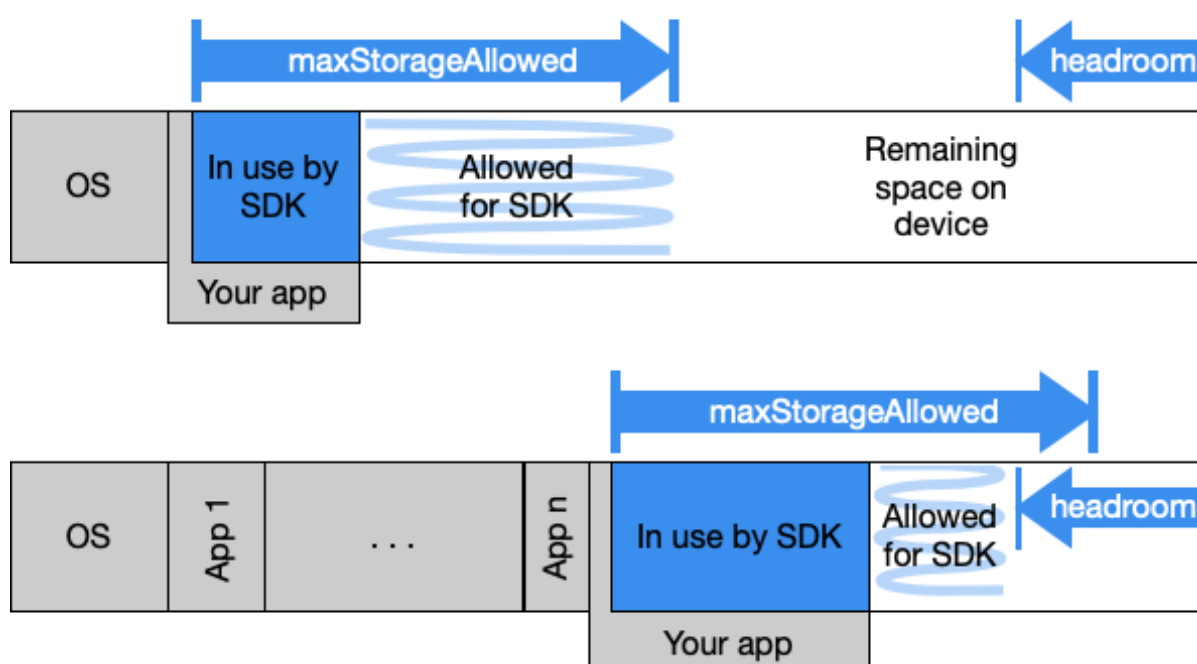 maxStorageAllowed
headroom
OS
In use by
SDK
Allowed
for SDK
Remaining
space on
device
Your app
maxStorageAllowed
OS
App 1
. . .
App n
In use by SDK
Allowed
for SDK
headroom
Your app